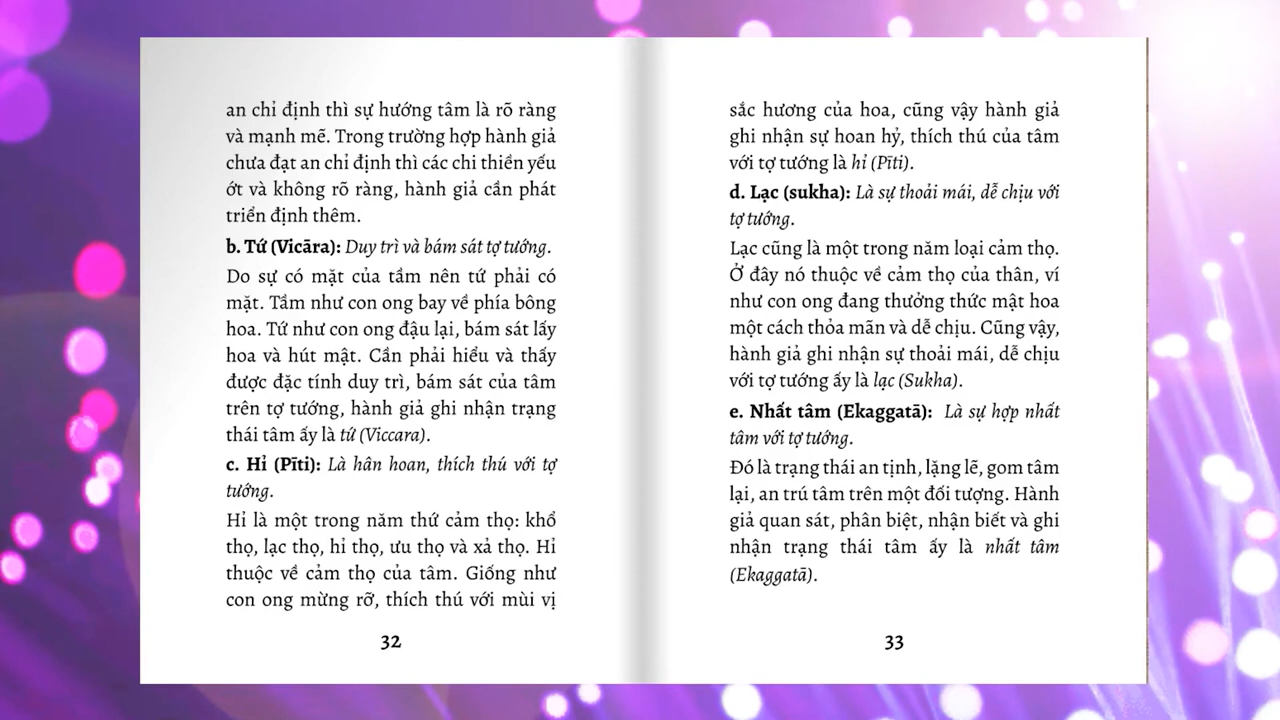 an chỉ định thì sự hướng tâm là rõ ràng
và mạnh mẽ. Trong trường hợp hành giả
chưa đạt an chỉ định thì các chi thiền yếu
ớt và không rõ ràng, hành giả cần phát
triển định thêm.
b. Tứ (Vicāra): Duy trì và bám sát tợ tướng.
Do sự có mặt của tầm nên tứ phải có
mặt. Tầm như con ong bay về phía bông
hoa. Tứ như con ong đậu lại, bám sát lấy
hoa và hút mật. Cần phải hiểu và thấy
được đặc tính duy trì, bám sát của tâm
trên tợ tướng, hành giả ghi nhận trạng
thái tâm ấy là tứ (Viccara).
c. Hỉ (Pīti): Là hân hoan, thích thú với tợ
tướng.
Hỉ là một trong năm thứ cảm thọ: khổ
thọ, lạc thọ, hỉ thọ, ưu thọ và xả thọ. Hỉ
thuộc về cảm thọ của tâm. Giống như
con ong mừng rỡ, thích thú với mùi vị
32
sắc hương của hoa, cũng vậy hành giả
ghi nhận sự hoan hỷ, thích thú của tâm
với tợ tướng là hỉ (Pīti).
d. Lạc (sukha): Là sự thoải mái, dễ chịu với
tợ tướng.
Lạc cũng là một trong năm loại cảm thọ.
Ở đây nó thuộc về cảm thọ của thân, ví
như con ong đang thưởng thức mật hoa
một cách thỏa mãn và dễ chịu. Cũng vậy,
hành giả ghi nhận sự thoải mái, dễ chịu
với tợ tướng ấy là lạc (Sukha).
e. Nhất tâm (Ekaggatā): Là sự hợp nhất
tâm với tợ tướng.
Đó là trạng thái an tịnh, lặng lẽ, gom tâm
lại, an trú tâm trên một đối tượng. Hành
giả quan sát, phân biệt, nhận biết và ghi
nhận trạng thái tâm ấy là nhất tâm
(Ekaggatā).
33